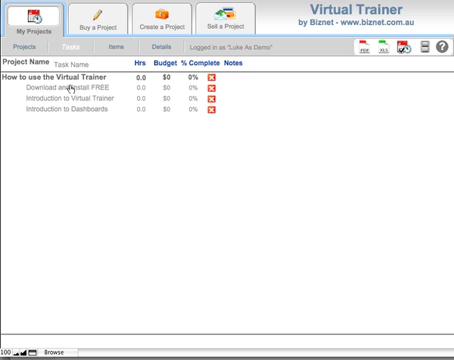 Virtual Trainer
by Biznet - www.biznet.com.au
My Projects
Buy a Project
Create a Project
Sell a Project
Projects Tasks Items Details Logged in as "Luke As Demo"
PDF XLS ?
Project Name Task Name Hrs Budget % Complete Notes
How to use the Virtual Trainer 0.0 $0 0%
Download and Install FREE 0.0 $0 0%
Introduction to Virtual Trainer 0.0 $0 0%
Introduction to Dashboards 0.0 $0 0%
100 Browse